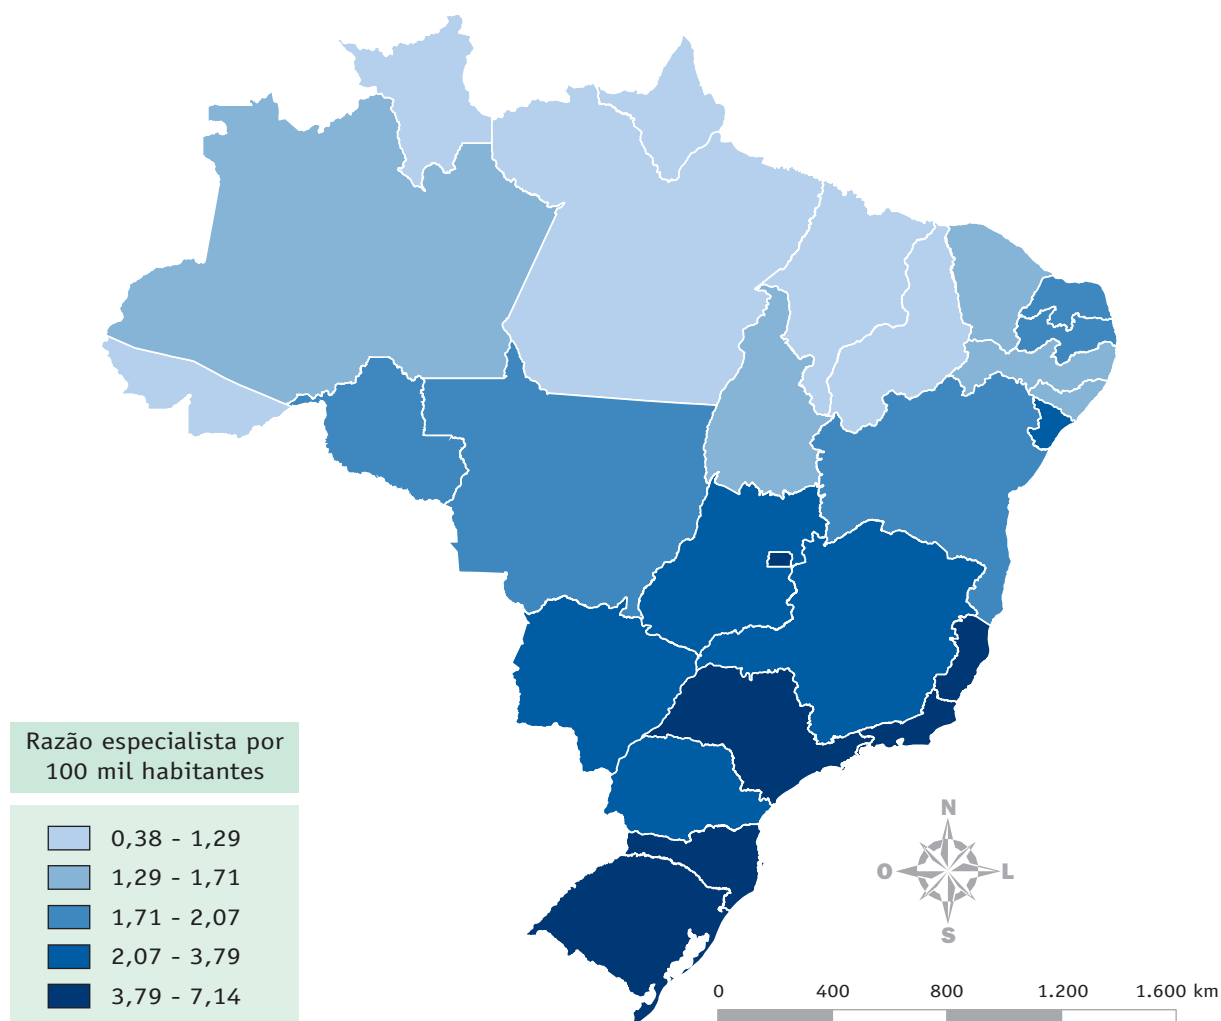 Razão especialista por
100 mil habitantes
0,38 - 1,29
1,29 - 1,71
1,71 - 2,07
2,07 - 3,79
3,79 - 7,14
N
O L
S
0 400 800 1.200 1.600 km